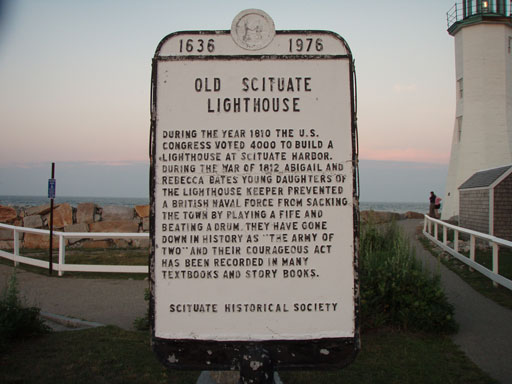 1636 1976
OLD SCITUATE
LIGHTHOUSE
DURING THE YEAR 1810 THE U.S.
CONGRESS VOTED 4000 TO BUILD A
LIGHTHOUSE AT SCITUATE HARBOR.
DURING THE WAR OF 1812 ABIGAIL AND
REBECCA BATES YOUNG DAUGHTERS OF
THE LIGHTHOUSE KEEPER PREVENTED
A BRITISH NAVAL FORCE FROM SACKING
THE TOWN BY PLAYING A FIFE AND
BEATING A DRUM. THEY HAVE GONE
DOWN IN HISTORY AS "THE ARMY OF
TWO" AND THEIR COURAGEOUS ACT
HAS BEEN RECORDED IN MANY
TEXTBOOKS AND STORY BOOKS.
SCITUATE HISTORICAL SOCIETY